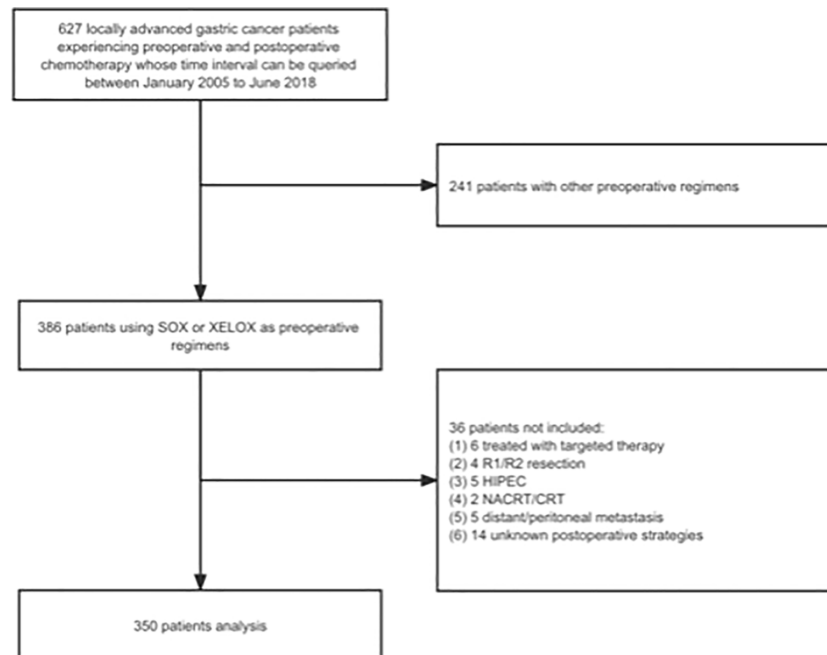 627 locally advanced gastric cancer patients
experiencing preoperative and postoperative
chemotherapy whose time interval can be queried
between January 2005 to June 2018
241 patients with other preoperative regimens
386 patients using SOX or XELOX as preoperative
regimens
36 patients not included:
(1) 6 treated with targeted therapy
(2) 4 R1/R2 resection
(3) 5 HIPEC
(4) 2 NACRT/CRT
(5) 5 distant/peritoneal metastasis
(6) 14 unknown postoperative strategies
350 patients analysis